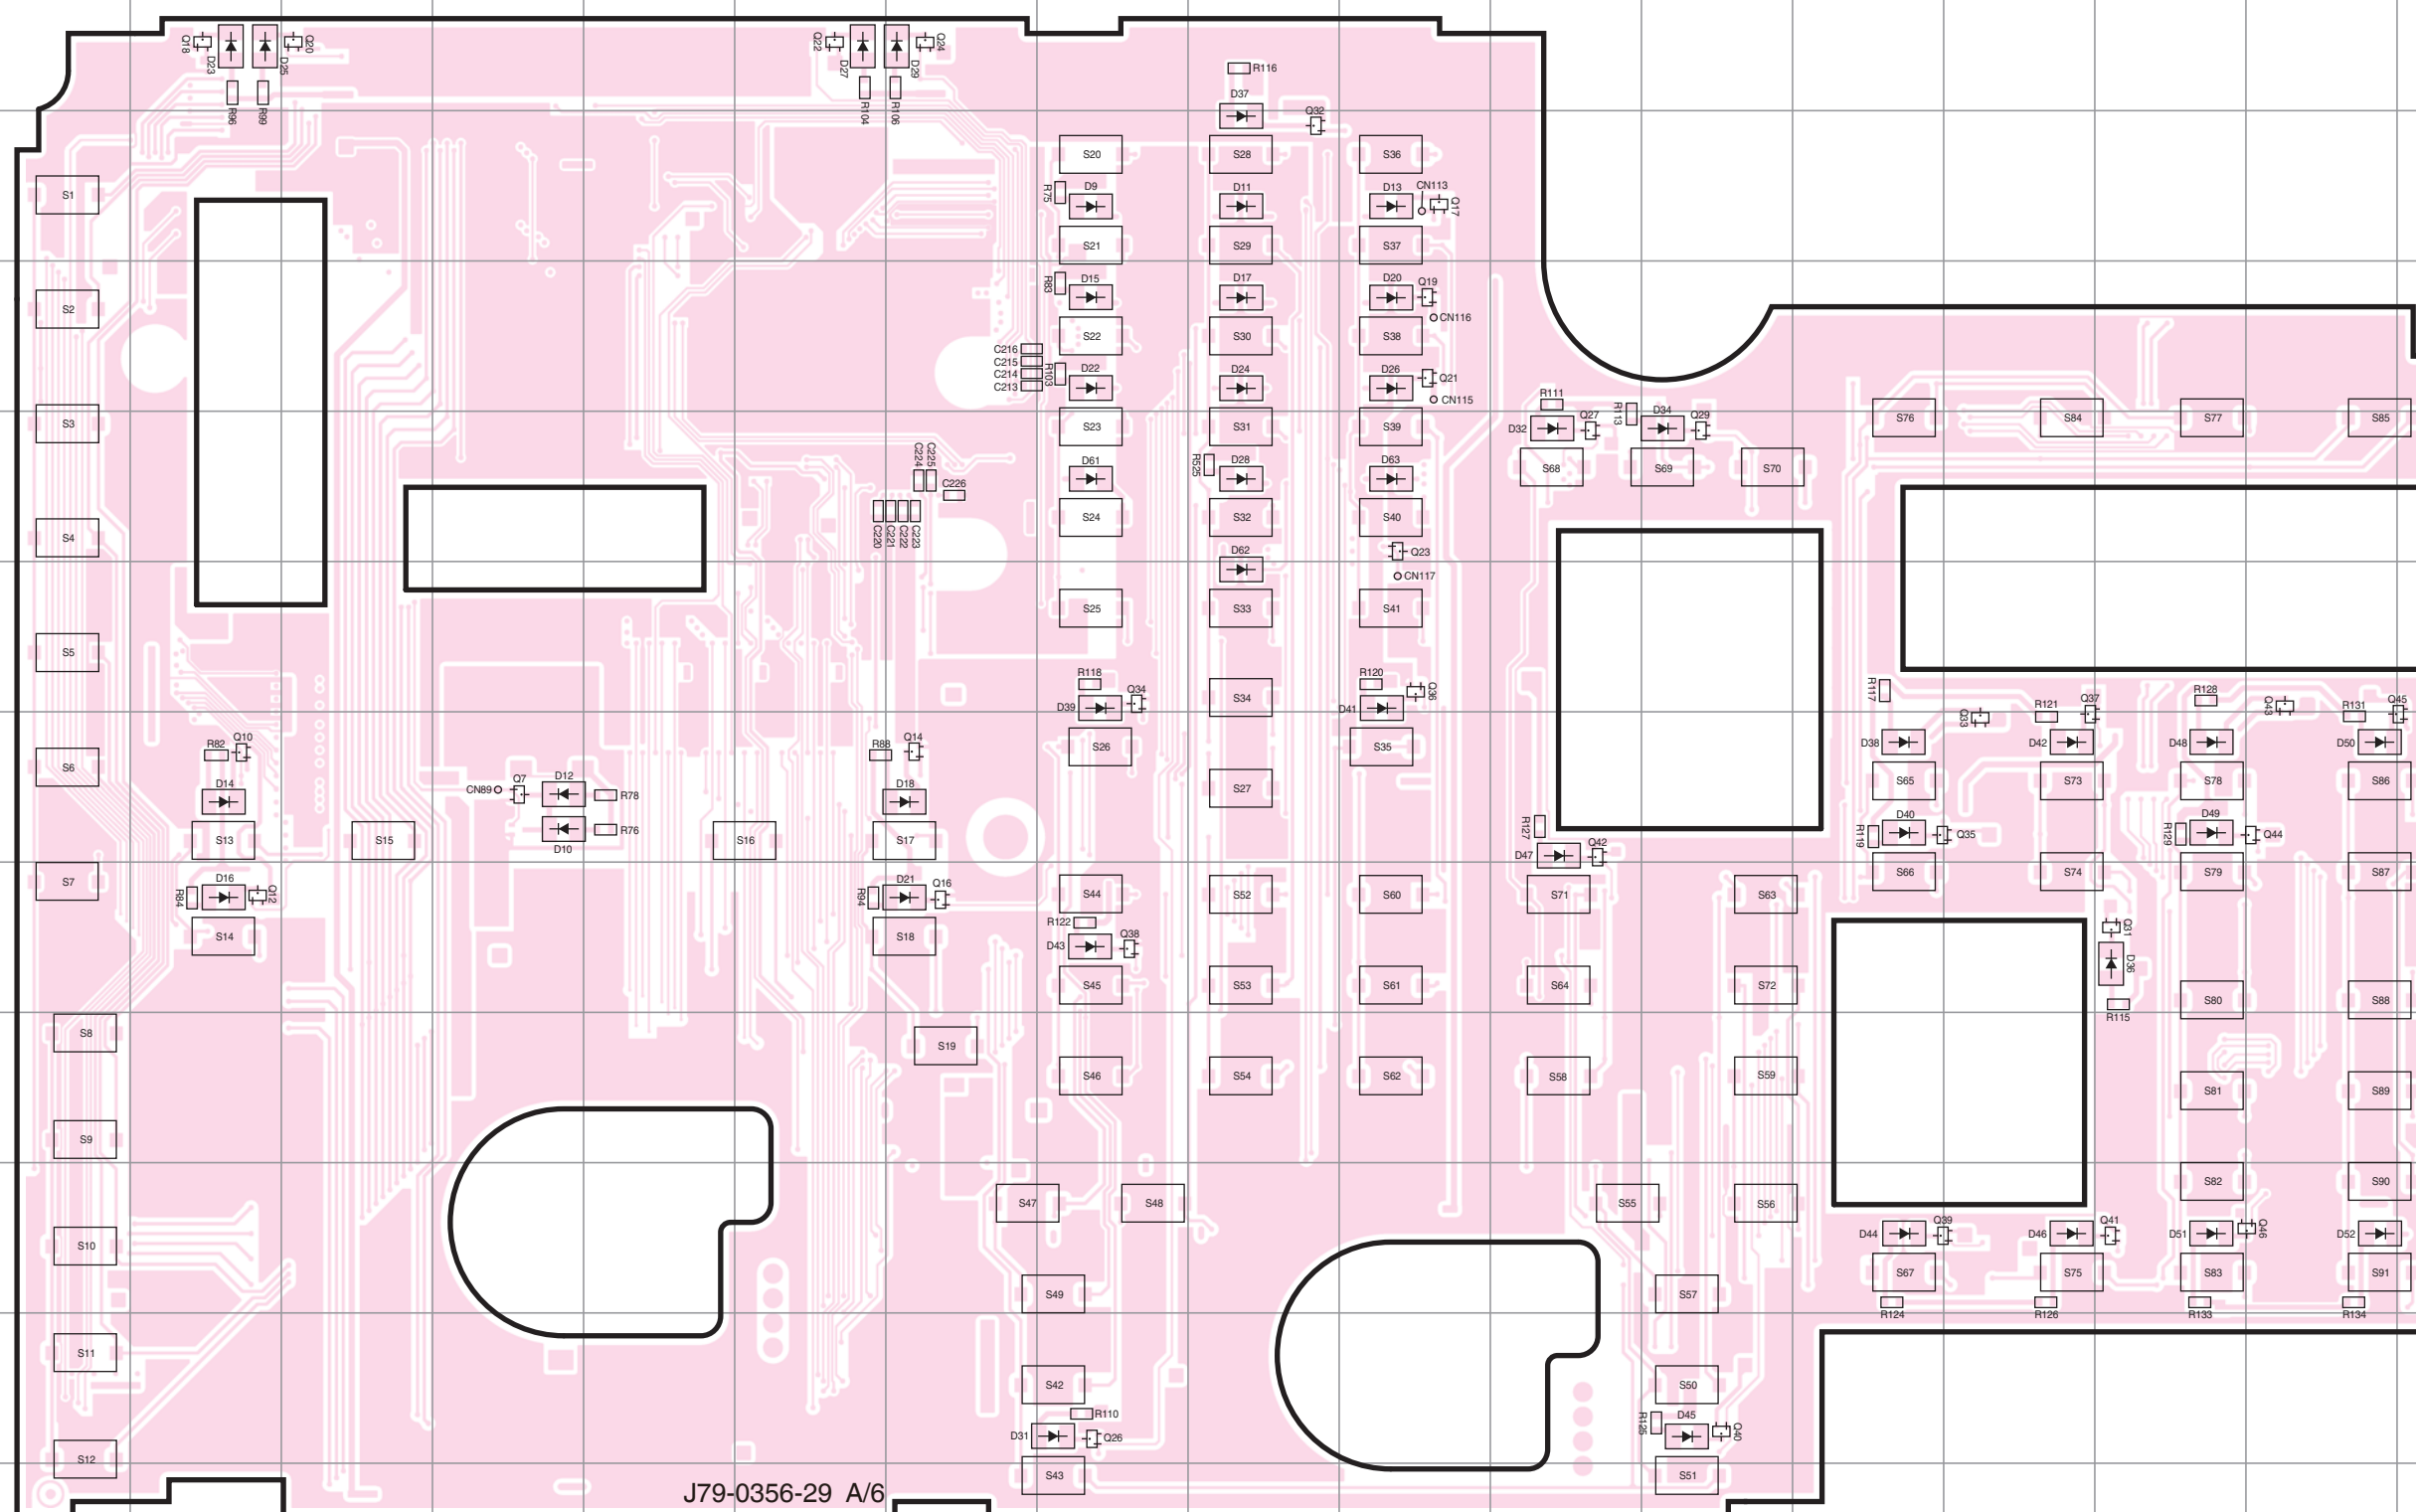 Q18 D23 D25 Q20 Q22 D27 D29 Q24
R96 R99 R104 R106
R116
D37
Q32
S20 S28 S36
S1
R75 D9 D11 D13 CN113 Q17
S21 S29 S37
R83 D15 D17 D20 Q19
S2
CN116
S22 S30 S38
C216
C215
C214
C213
R103 D22 D24 D26 Q21
CN115
R111 R113 D34 Q29
D32 Q27
S3 S23 S31 S39 S76 S84 S77 S85
C224 C225 R525
D61 D28 D63 S68 S69 S70
C226
C220 C221 C222 C223
S4 S24 S32 S40
D62 Q23
CN117
S25 S33 S41
S5
R118 Q34 R120 Q36 R117 R128 Q43 Q45
D39 S34 D41 Q33 R121 Q37 R131
R82 Q10 R88 Q14 S26 S35 D38 D42 D48 D50
S6
D14 CN89 Q7 D12 R78 D18 S27 S65 S73 S78 S86
R76 D10
R127 D47 Q42 R119 D40 Q35 R129 D49 Q44
S13 S15 S16 S17
S7 S66 S74 S79 S87
R84 D16 Q12 R94 D21 Q16 S44 S52 S60 S71 S63
R122
S14 S18 D43 Q38 Q31
D36
S45 S53 S61 S64 S72
S80 S88
R115
S8 S19
S46 S54 S62 S58 S59
S81 S89
S9
S82 S90
S47 S48 S55 S56
D44 Q39 D46 Q41 D51 Q46 D52
S10
S67 S75 S83 S91
S49 S57
R124 R126 R133 R134
S11
S42 S50
R110 R125 D45 Q40
D31 Q26
S12
S43 S51
J79-0356-29 A/6